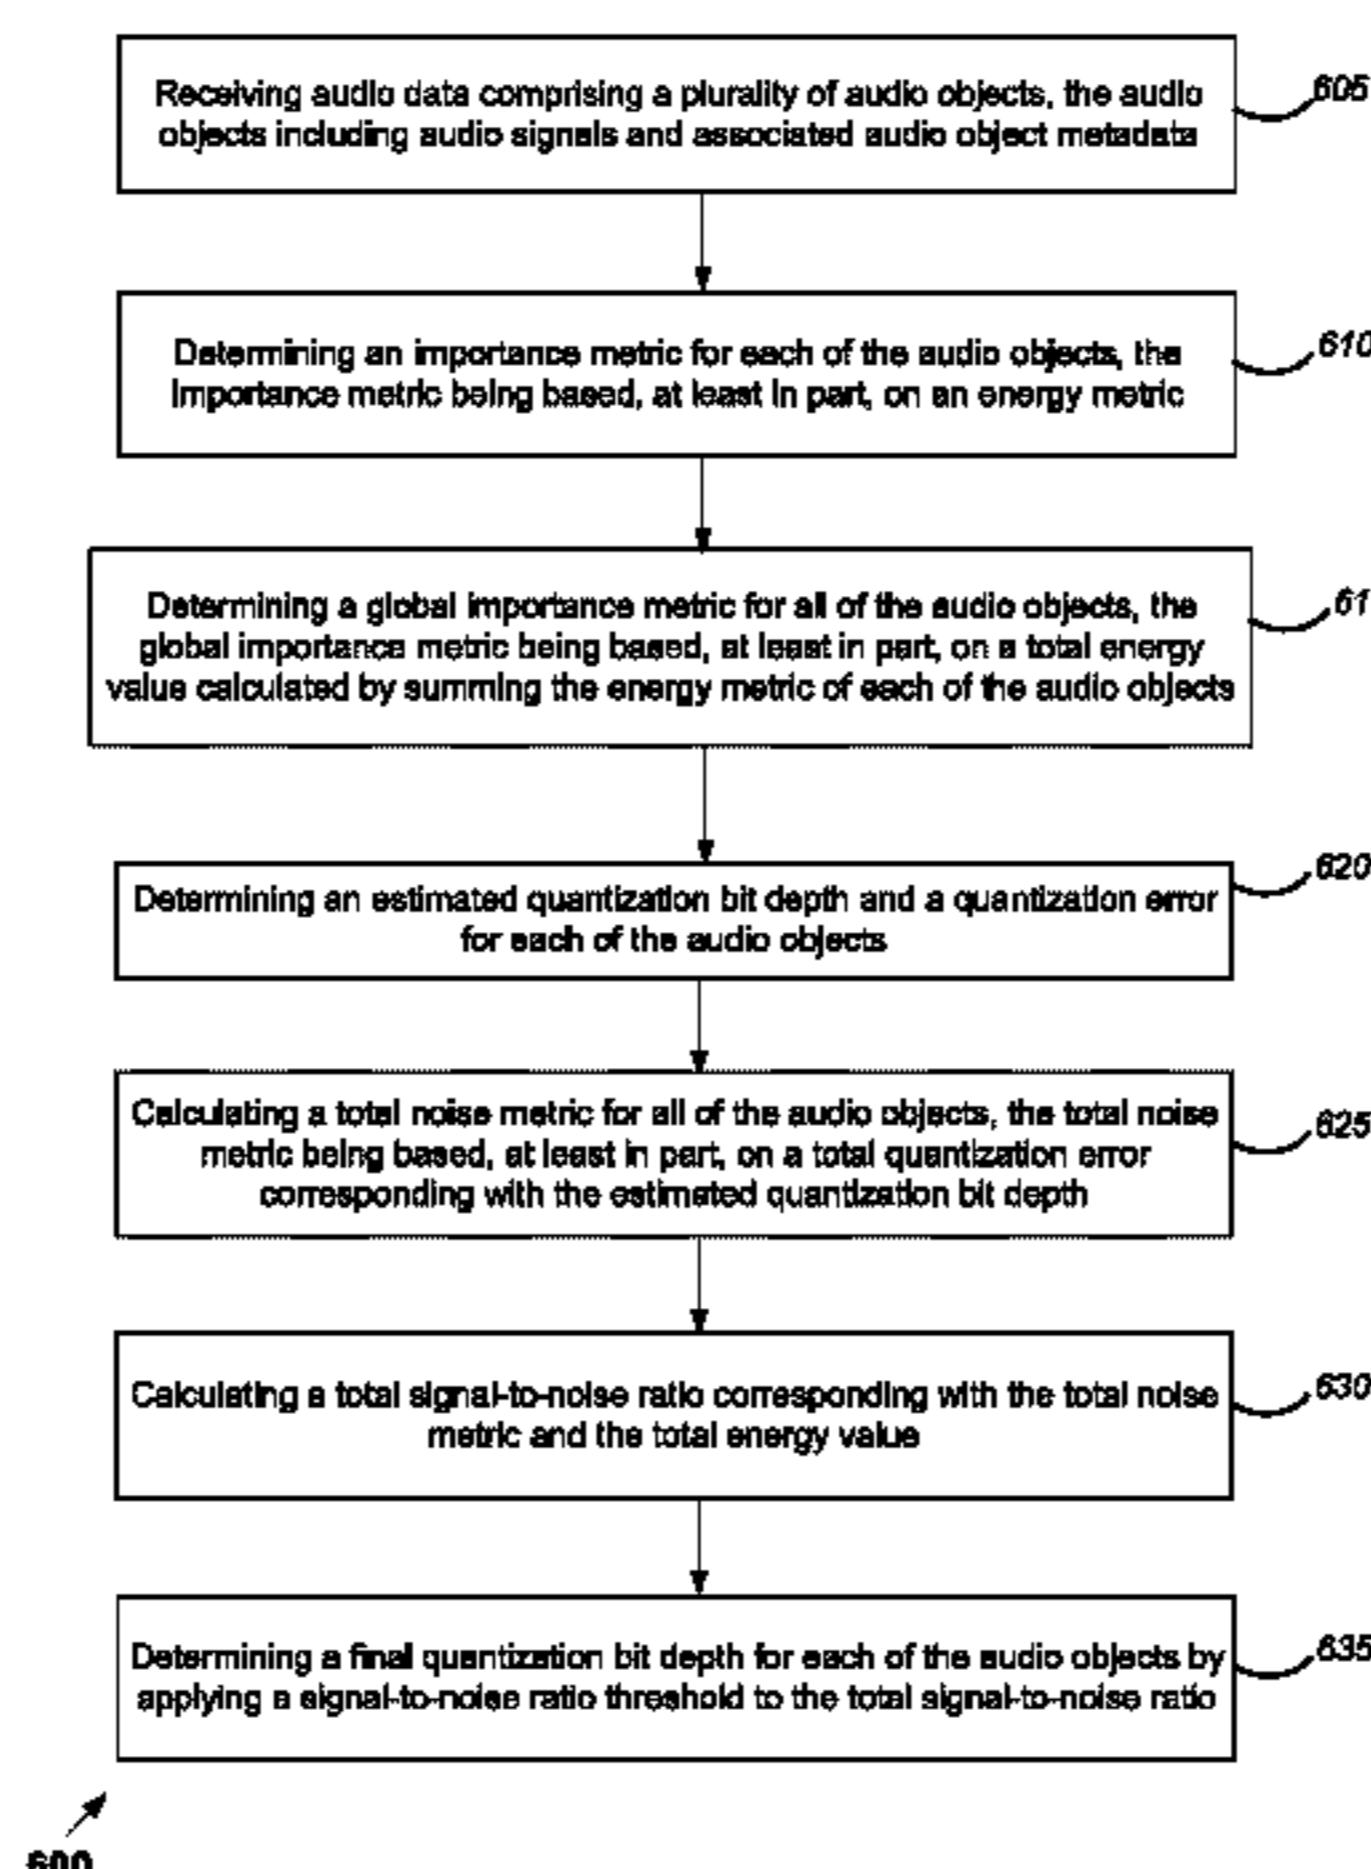 Receiving audio data comprising a plurality of audio objects, the audio
objects including audio signals and associated audio object metadata
605
Determining an importance metric for each of the audio objects, the
importance metric being based, at least in part, on an energy metric
610
Determining a global importance metric for all of the audio objects, the
global importance metric being based, at least in part, on a total energy
value calculated by summing the energy metric of each of the audio objects
61
Determining an estimated quantization bit depth and a quantization error
for each of the audio objects
620
Calculating a total noise metric for all of the audio objects, the total noise
metric being based, at least in part, on a total quantization error
corresponding with the estimated quantization bit depth
625
Calculating a total signal-to-noise ratio corresponding with the total noise
metric and the total energy value
630
Determining a final quantization bit depth for each of the audio objects by
applying a signal-to-noise ratio threshold to the total signal-to-noise ratio
635
600